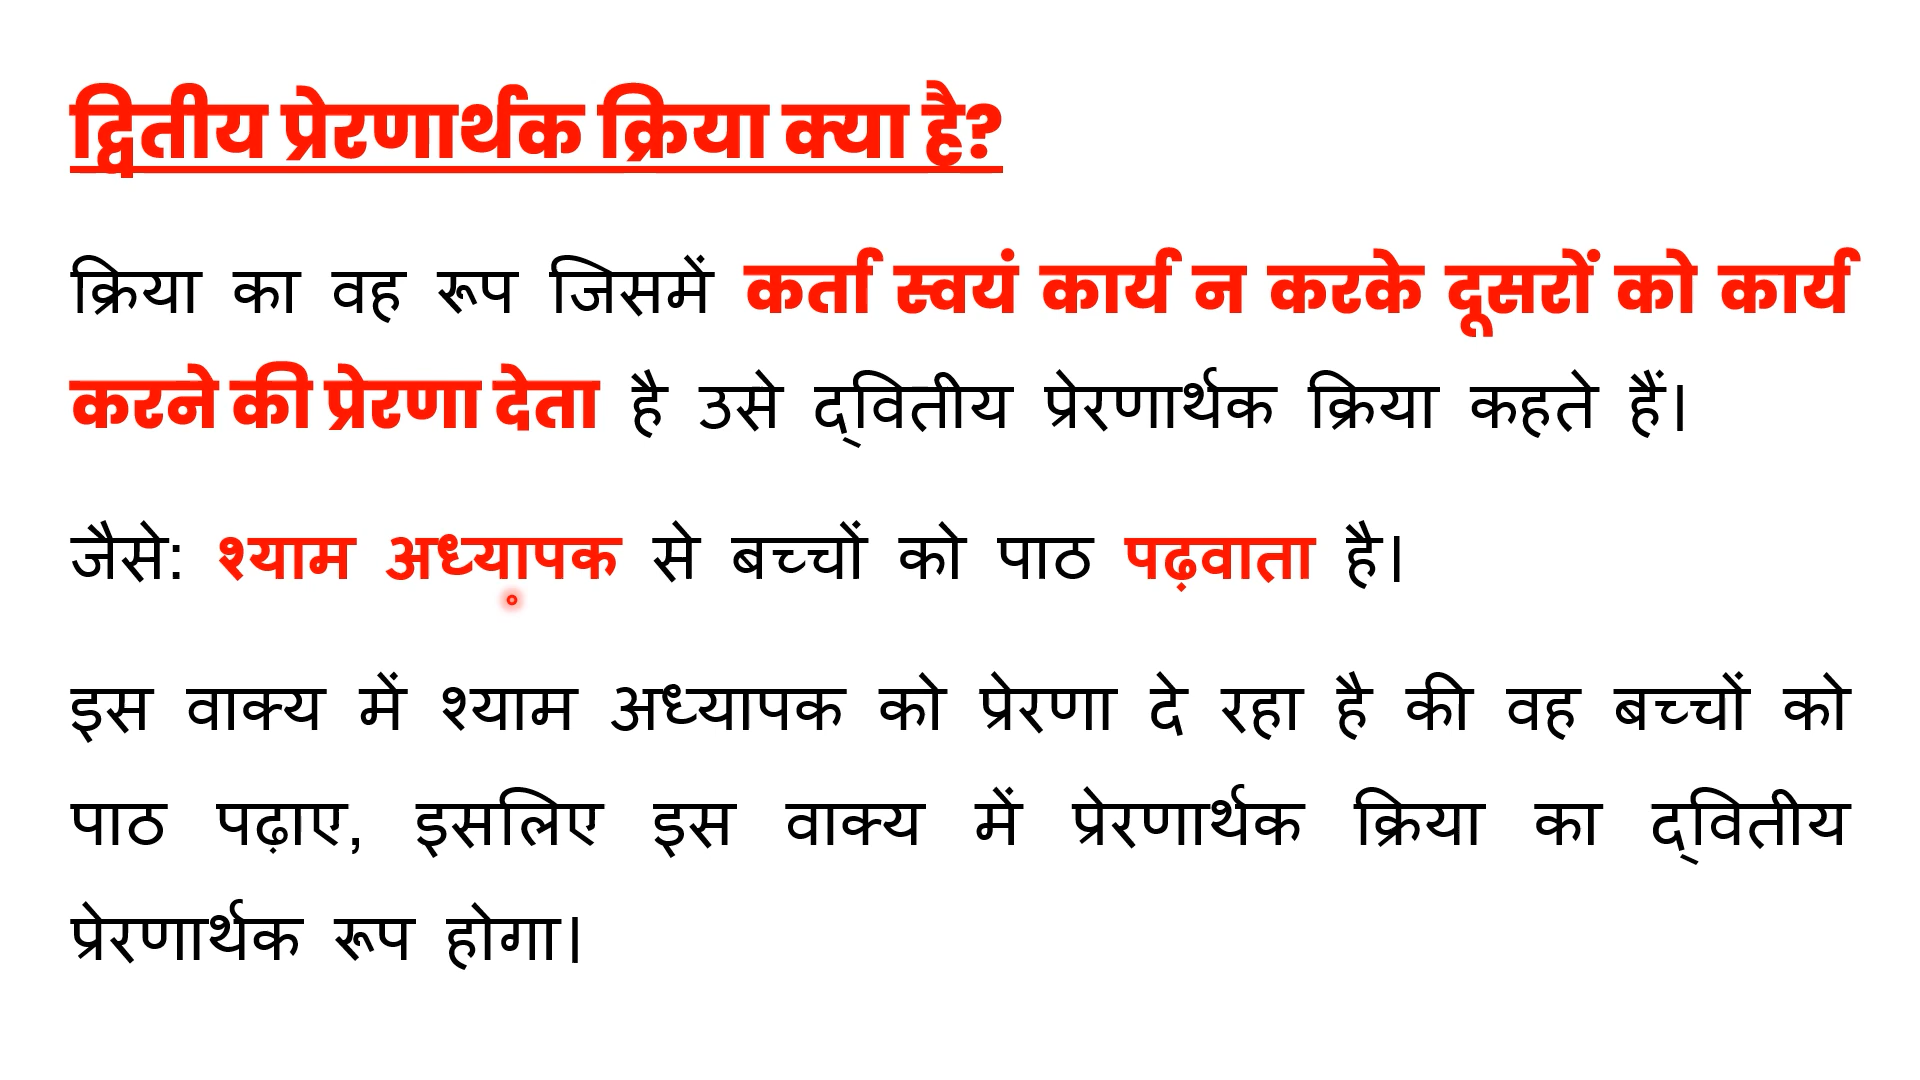 द्वितीय प्रेरणार्थक क्रिया क्या है?
क्रिया का वह रूप जिसमें कर्ता स्वयं कार्य न करके दूसरों को कार्य
करने की प्रेरणा देता है उसे द्वितीय प्रेरणार्थक क्रिया कहते हैं।
जैसे: श्याम अध्यापक से बच्चों को पाठ पढ़वाता है।
इस वाक्य में श्याम अध्यापक को प्रेरणा दे रहा है की वह बच्चों को
पाठ पढ़ाए, इसलिए इस वाक्य में प्रेरणार्थक क्रिया का द्वितीय
प्रेरणार्थक रूप होगा।